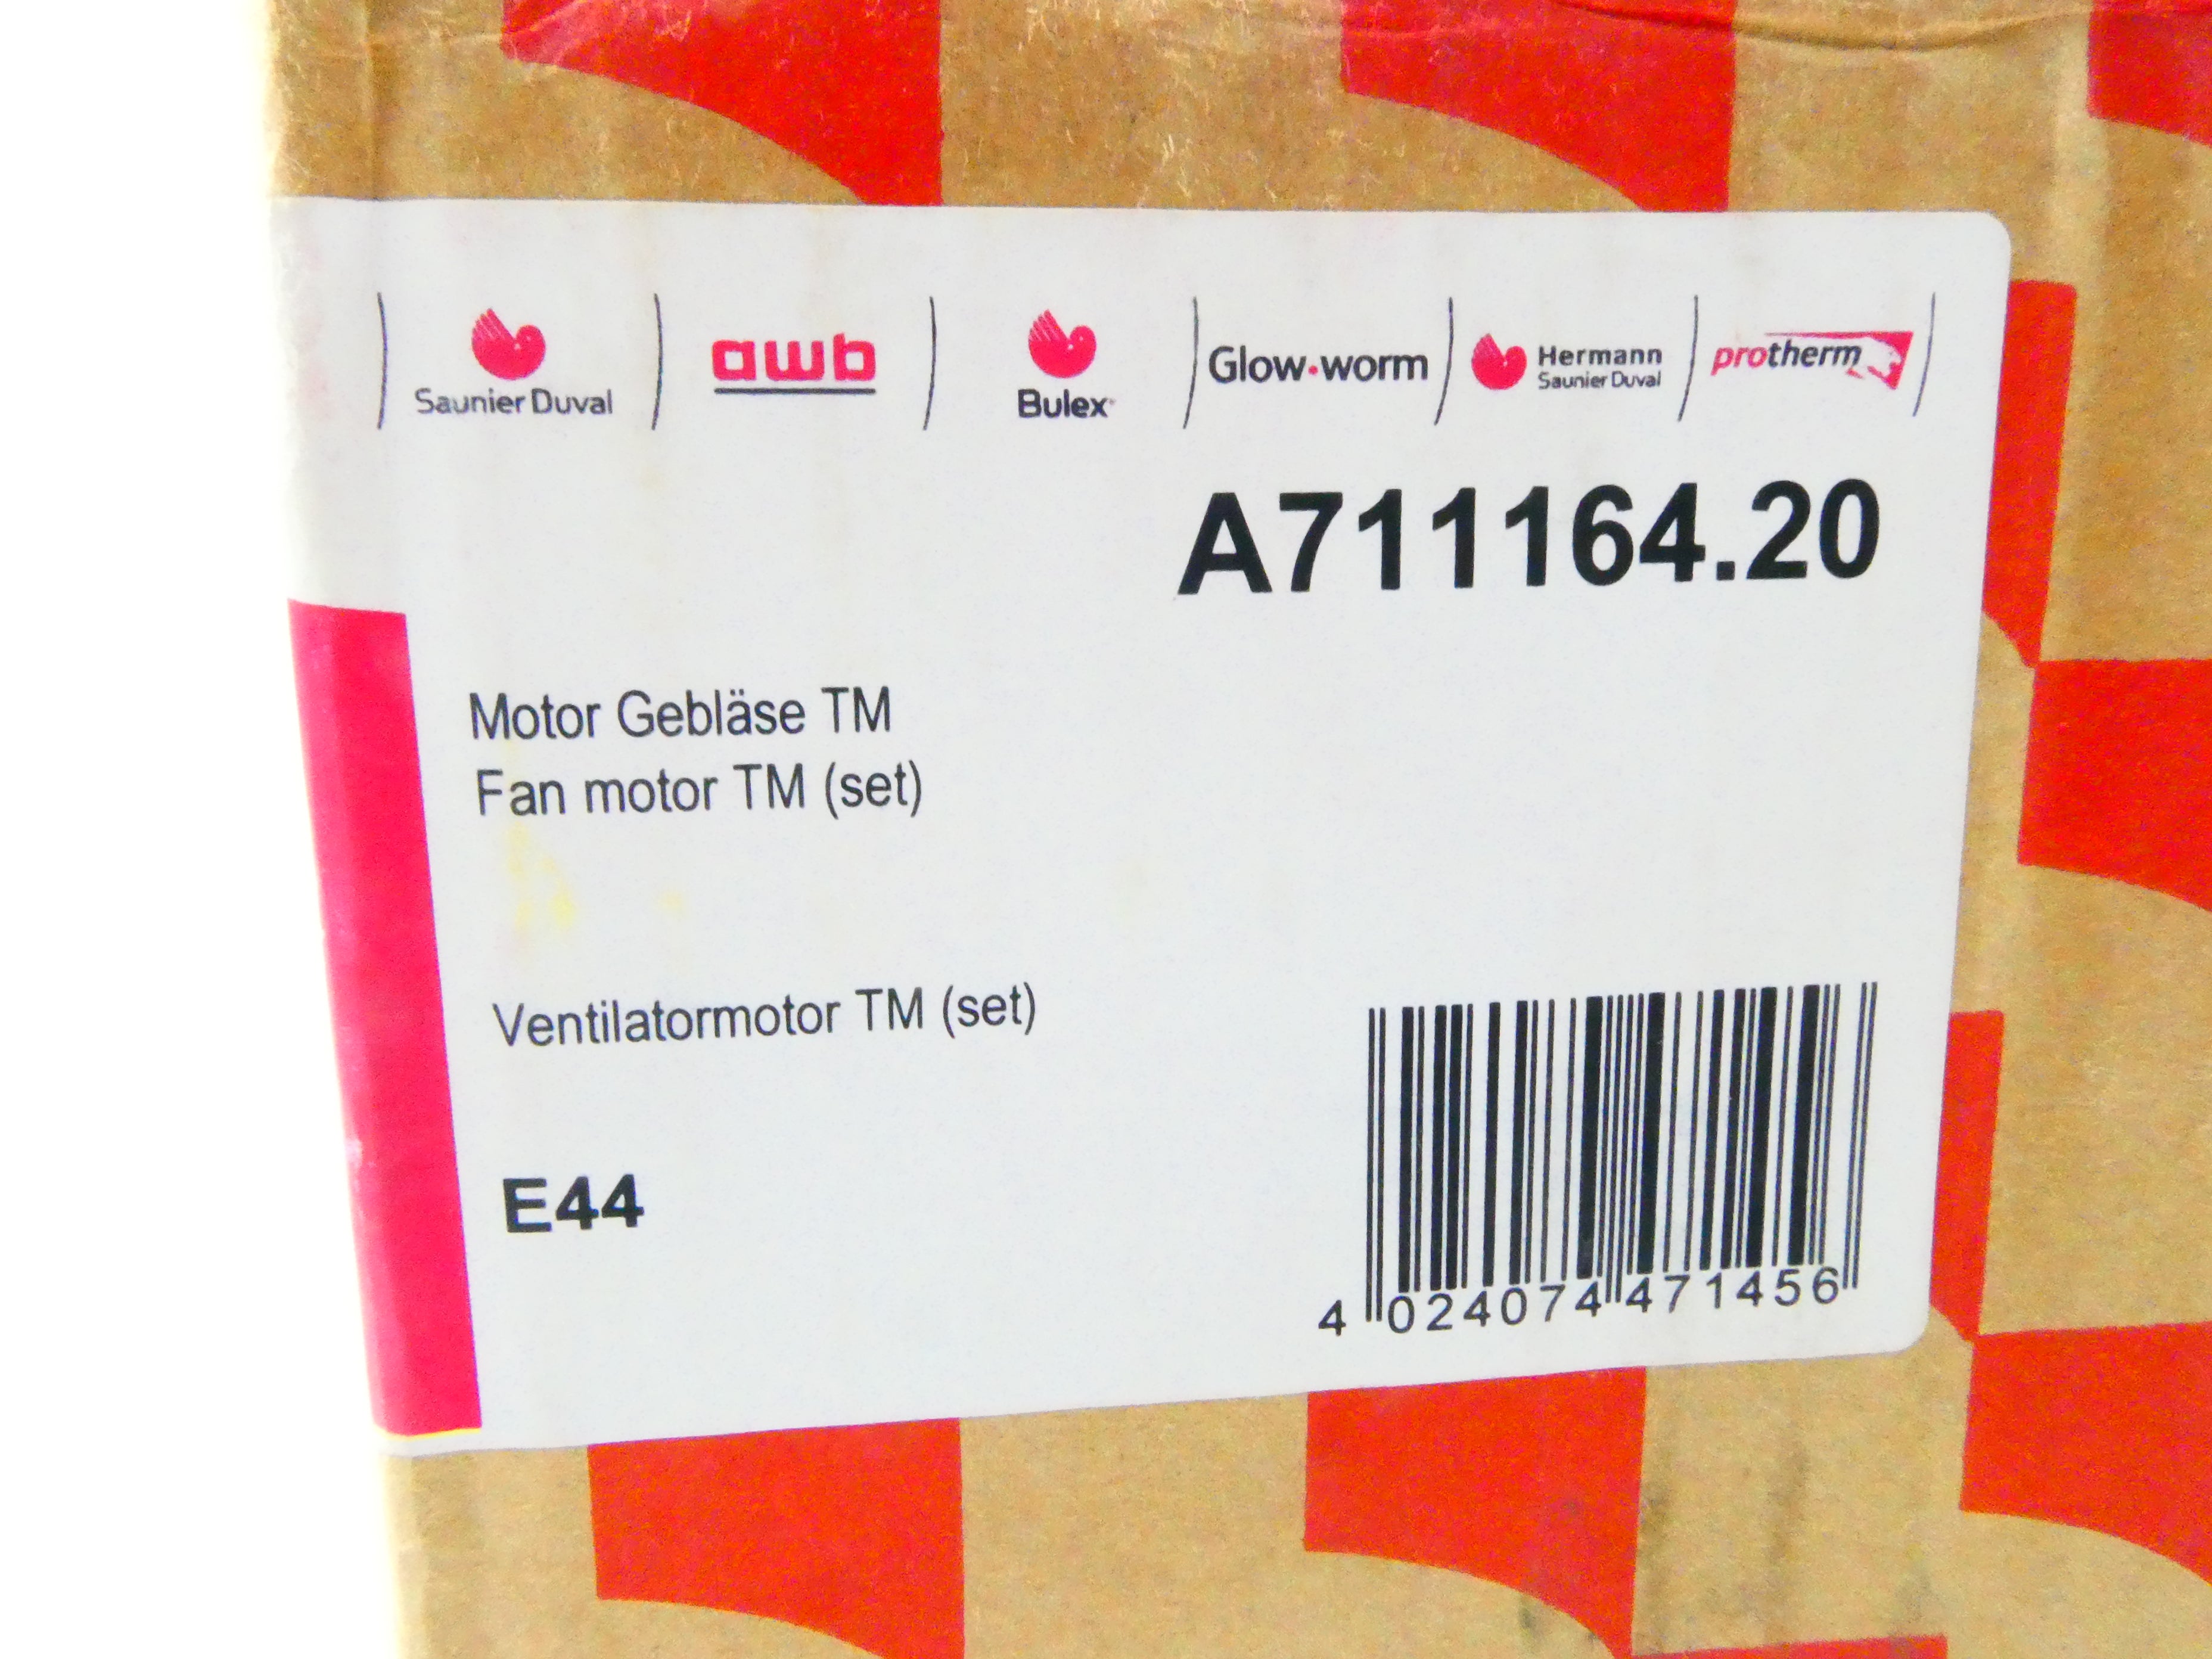 Saunier Duval awb Bulex Glow-worm Hermann Saunier Duval protherm
A711164.20
Motor Gebläse TM
Fan motor TM (set)
Ventilatormotor TM (set)
E44
4 024074 471456